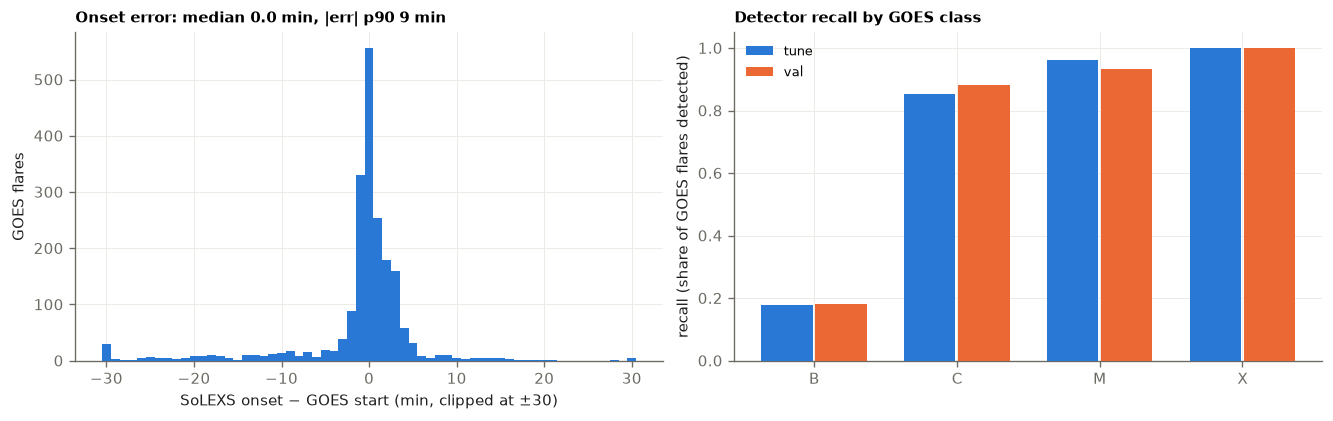 Onset error: median 0.0 min, |err| p90 9 min
500
400
300
200
100
0
GOES flares
−30
−20
−10
0
10
20
30
SoLEXS onset − GOES start (min, clipped at ±30)
Detector recall by GOES class
tune
val
1.0
0.8
0.6
0.4
0.2
0.0
recall (share of GOES flares detected)
B
C
M
X